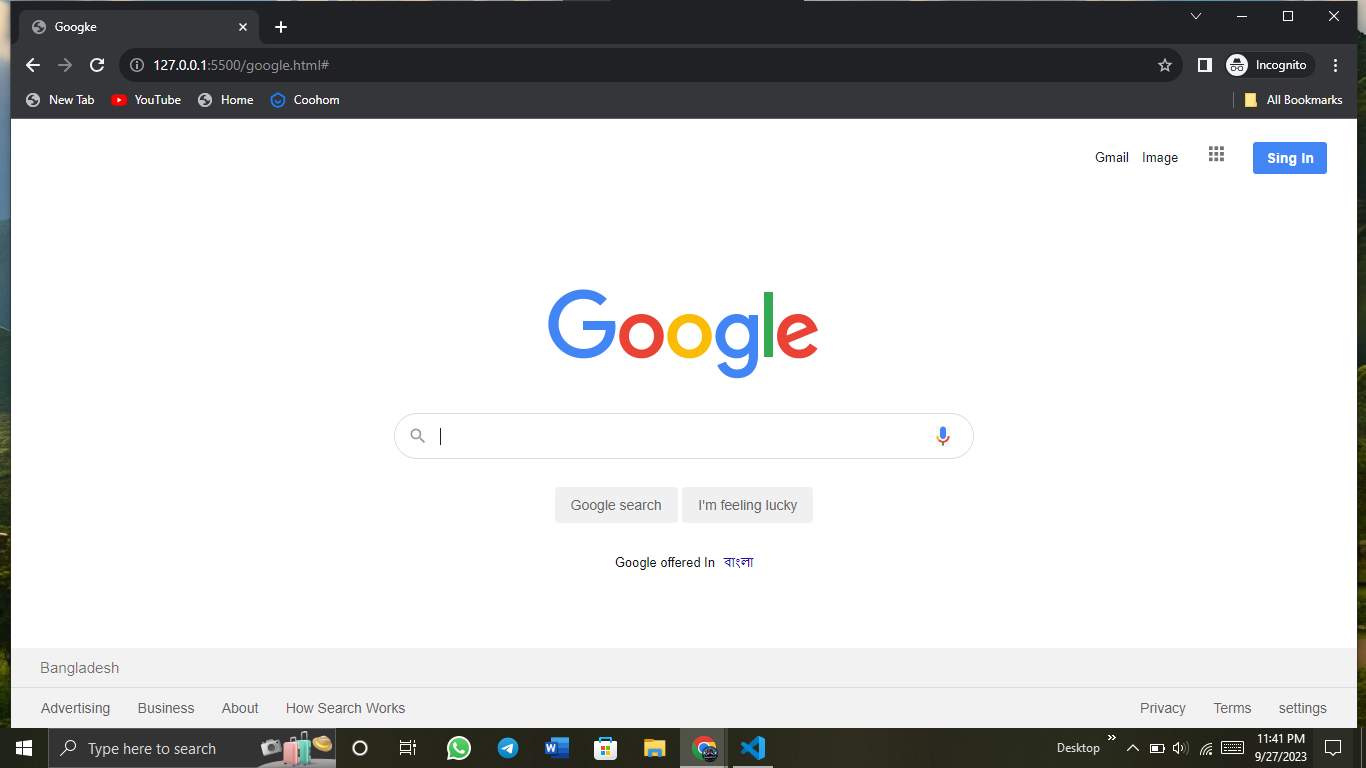 Googke
127.0.0.1:5500/google.html#
Incognito
New Tab
YouTube
Home
Coohom
All Bookmarks
Gmail Image
Sing In
Google
Google search
I'm feeling lucky
Google offered In বাংলা
Bangladesh
Advertising Business About How Search Works
Privacy Terms settings
Type here to search
Desktop
11:41 PM
9/27/2023